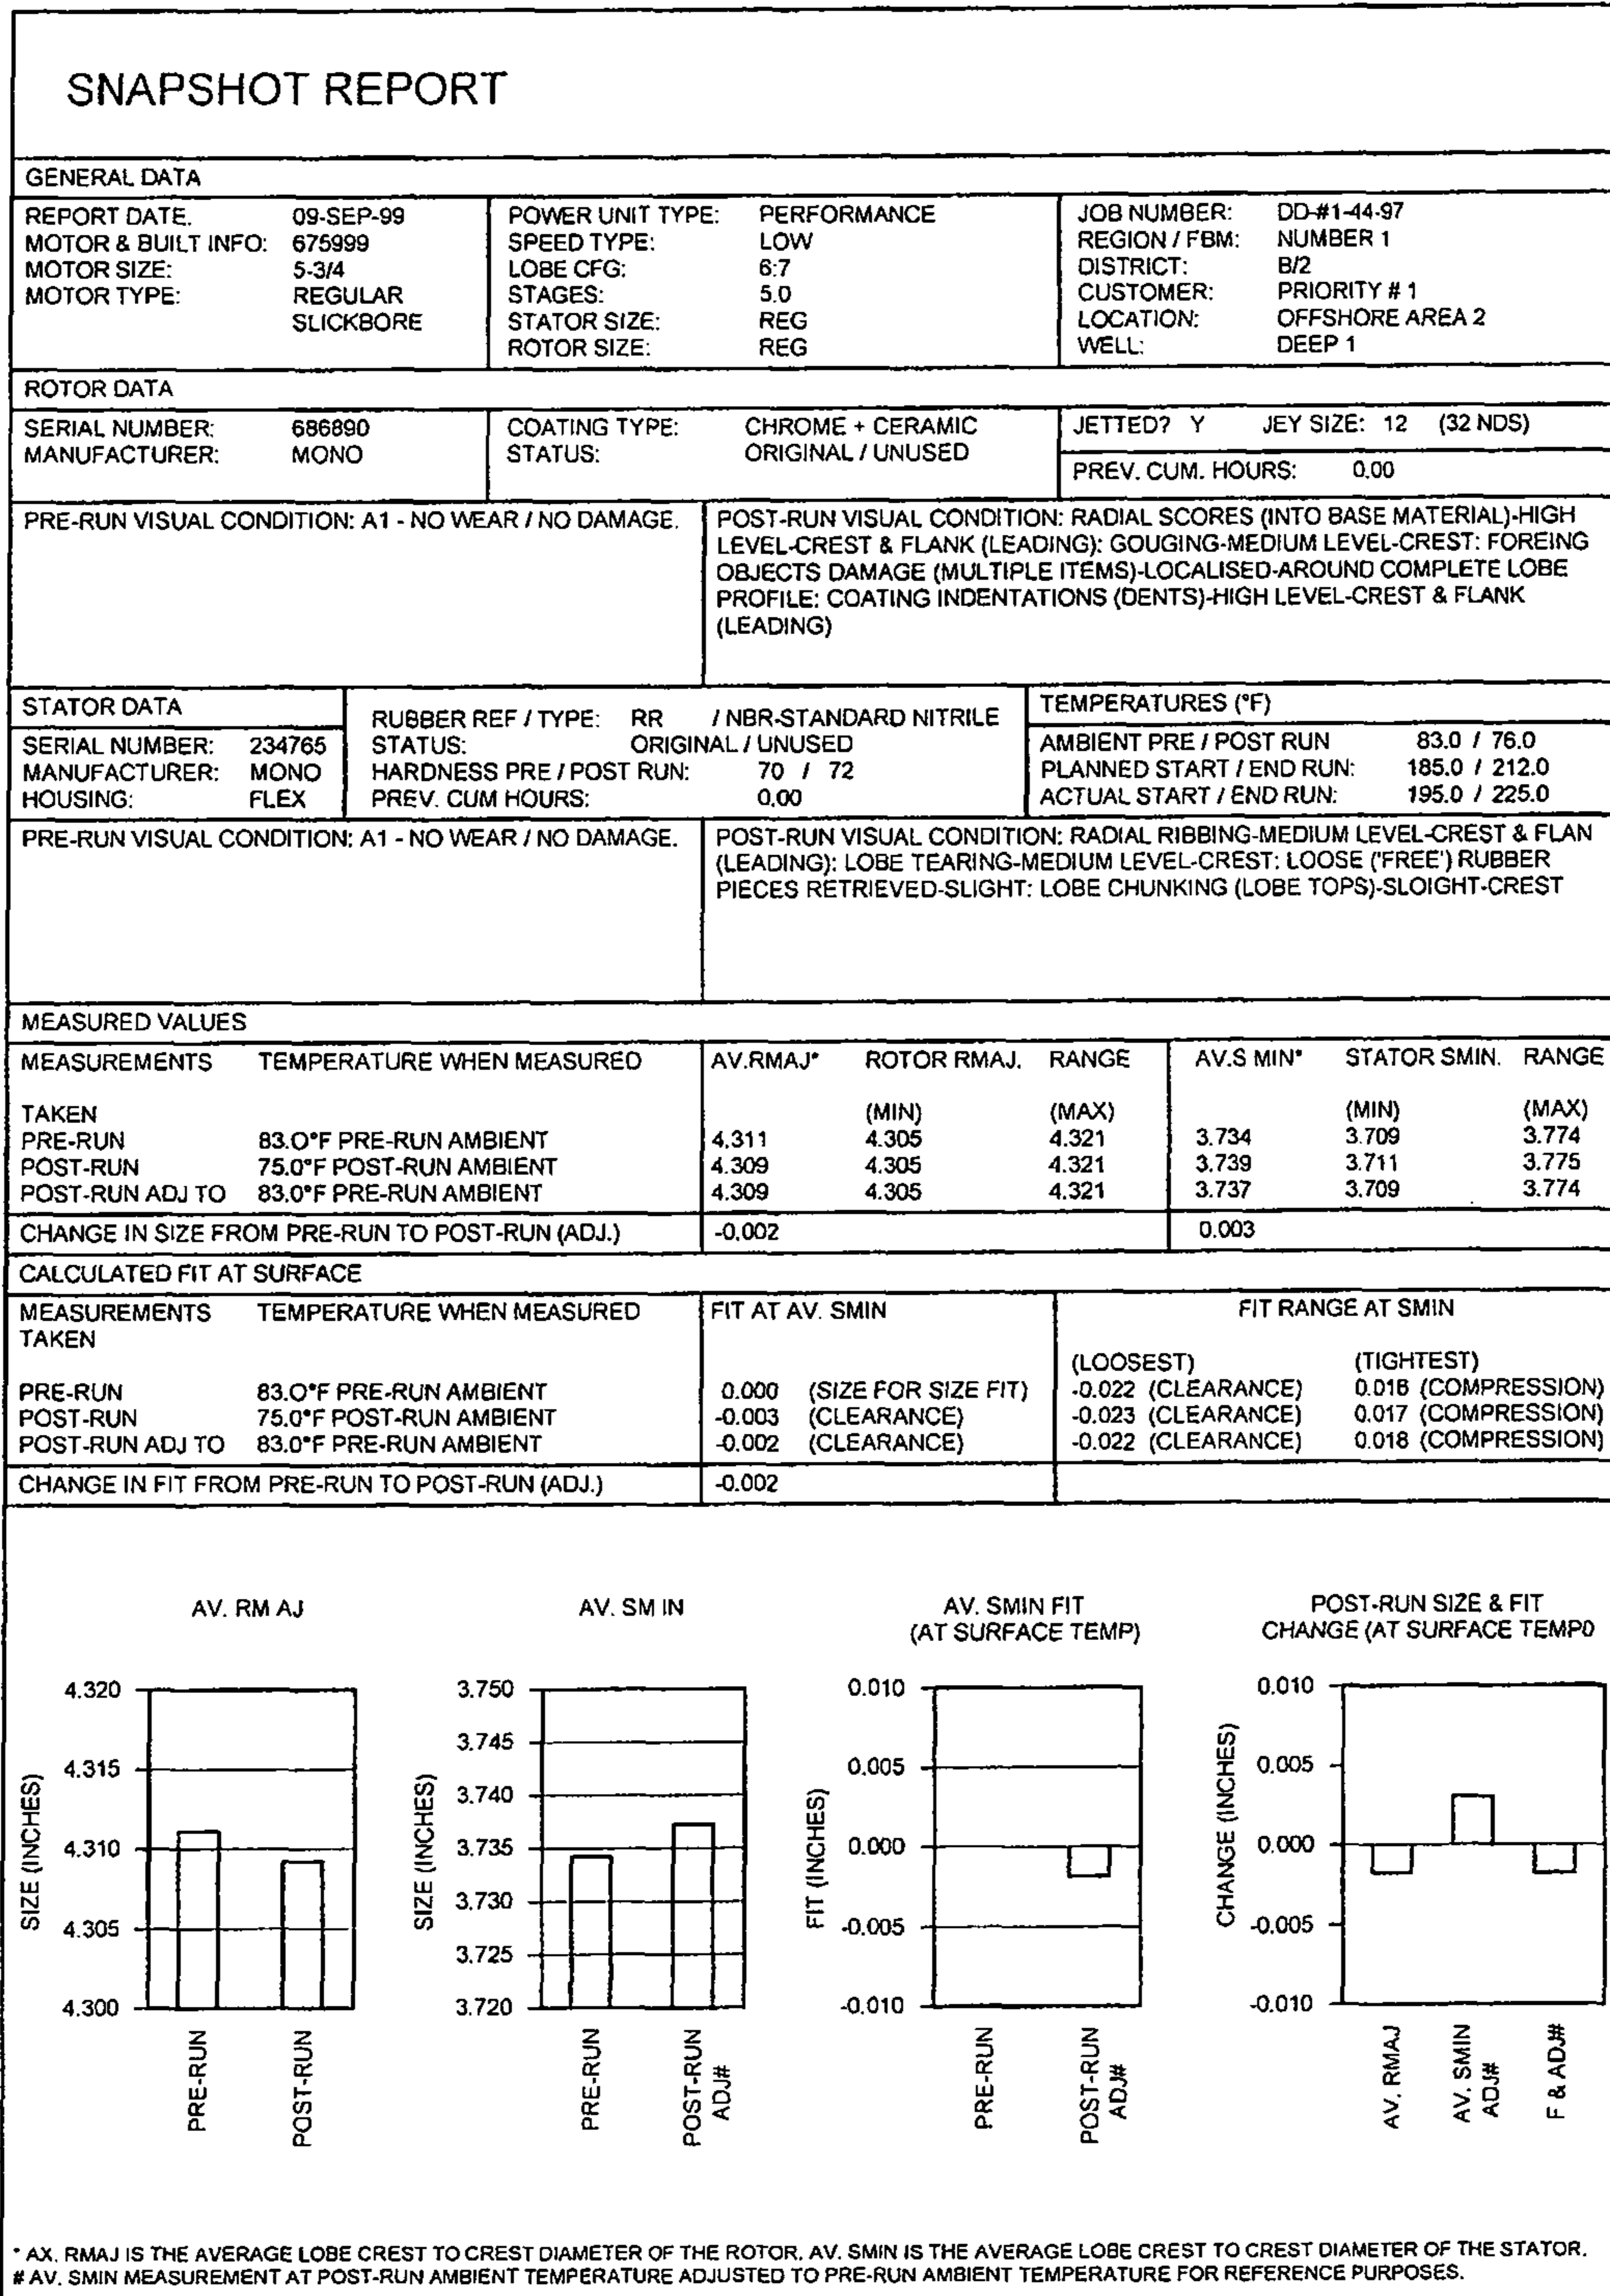 SNAPSHOT REPORT
GENERAL DATA
REPORT DATE. 09-SEP-99
MOTOR & BUILT INFO: 675999
MOTOR SIZE: 5-3/4
MOTOR TYPE: REGULAR
SLICKBORE
POWER UNIT TYPE: PERFORMANCE
SPEED TYPE: LOW
LOBE CFG: 6:7
STAGES: 5.0
STATOR SIZE: REG
ROTOR SIZE: REG
JOB NUMBER: DD-#1-44-97
REGION / FBM: NUMBER 1
DISTRICT: B/2
CUSTOMER: PRIORITY # 1
LOCATION: OFFSHORE AREA 2
WELL: DEEP 1
ROTOR DATA
SERIAL NUMBER: 686890
MANUFACTURER: MONO
COATING TYPE: CHROME + CERAMIC
STATUS: ORIGINAL / UNUSED
JETTED? Y JEY SIZE: 12 (32 NDS)
PREV. CUM. HOURS: 0.00
PRE-RUN VISUAL CONDITION: A1 - NO WEAR / NO DAMAGE.
POST-RUN VISUAL CONDITION: RADIAL SCORES (INTO BASE MATERIAL)-HIGH
LEVEL-CREST & FLANK (LEADING): GOUGING-MEDIUM LEVEL-CREST: FOREING
OBJECTS DAMAGE (MULTIPLE ITEMS)-LOCALISED-AROUND COMPLETE LOBE
PROFILE: COATING INDENTATIONS (DENTS)-HIGH LEVEL-CREST & FLANK
(LEADING)
STATOR DATA
SERIAL NUMBER: 234765
MANUFACTURER: MONO
HOUSING: FLEX
RUBBER REF / TYPE: RR / NBR-STANDARD NITRILE
STATUS: ORIGINAL / UNUSED
HARDNESS PRE / POST RUN: 70 / 72
PREV. CUM HOURS: 0.00
TEMPERATURES (°F)
AMBIENT PRE / POST RUN 83.0 / 76.0
PLANNED START / END RUN: 185.0 / 212.0
ACTUAL START / END RUN: 195.0 / 225.0
PRE-RUN VISUAL CONDITION: A1 - NO WEAR / NO DAMAGE.
POST-RUN VISUAL CONDITION: RADIAL RIBBING-MEDIUM LEVEL-CREST & FLAN
(LEADING): LOBE TEARING-MEDIUM LEVEL-CREST: LOOSE ('FREE') RUBBER
PIECES RETRIEVED-SLIGHT: LOBE CHUNKING (LOBE TOPS)-SLOIGHT-CREST
MEASURED VALUES
MEASUREMENTS TEMPERATURE WHEN MEASURED AV.RMAJ* ROTOR RMAJ. RANGE AV.S MIN* STATOR SMIN. RANGE
TAKEN (MIN) (MAX) (MIN) (MAX)
PRE-RUN 83.O°F PRE-RUN AMBIENT 4.311 4.305 4.321 3.734 3.709 3.774
POST-RUN 75.0°F POST-RUN AMBIENT 4.309 4.305 4.321 3.739 3.711 3.775
POST-RUN ADJ TO 83.0°F PRE-RUN AMBIENT 4.309 4.305 4.321 3.737 3.709 3.774
CHANGE IN SIZE FROM PRE-RUN TO POST-RUN (ADJ.) -0.002 0.003
CALCULATED FIT AT SURFACE
MEASUREMENTS TEMPERATURE WHEN MEASURED FIT AT AV. SMIN FIT RANGE AT SMIN
TAKEN
(LOOSEST) (TIGHTEST)
PRE-RUN 83.O°F PRE-RUN AMBIENT 0.000 (SIZE FOR SIZE FIT) -0.022 (CLEARANCE) 0.016 (COMPRESSION)
POST-RUN 75.0°F POST-RUN AMBIENT -0.003 (CLEARANCE) -0.023 (CLEARANCE) 0.017 (COMPRESSION)
POST-RUN ADJ TO 83.0°F PRE-RUN AMBIENT -0.002 (CLEARANCE) -0.022 (CLEARANCE) 0.018 (COMPRESSION)
CHANGE IN FIT FROM PRE-RUN TO POST-RUN (ADJ.) -0.002
AV. RM AJ
SIZE (INCHES)
4.320
4.315
4.310
4.305
4.300
PRE-RUN
POST-RUN
AV. SM IN
SIZE (INCHES)
3.750
3.745
3.740
3.735
3.730
3.725
3.720
PRE-RUN
POST-RUN
ADJ#
AV. SMIN FIT
(AT SURFACE TEMP)
FIT (INCHES)
0.010
0.005
0.000
-0.005
-0.010
PRE-RUN
POST-RUN
ADJ#
POST-RUN SIZE & FIT
CHANGE (AT SURFACE TEMP0
CHANGE (INCHES)
0.010
0.005
0.000
-0.005
-0.010
AV. RMAJ
AV. SMIN
ADJ#
F & ADJ#
* AX. RMAJ IS THE AVERAGE LOBE CREST TO CREST DIAMETER OF THE ROTOR. AV. SMIN IS THE AVERAGE LOBE CREST TO CREST DIAMETER OF THE STATOR.
# AV. SMIN MEASUREMENT AT POST-RUN AMBIENT TEMPERATURE ADJUSTED TO PRE-RUN AMBIENT TEMPERATURE FOR REFERENCE PURPOSES.